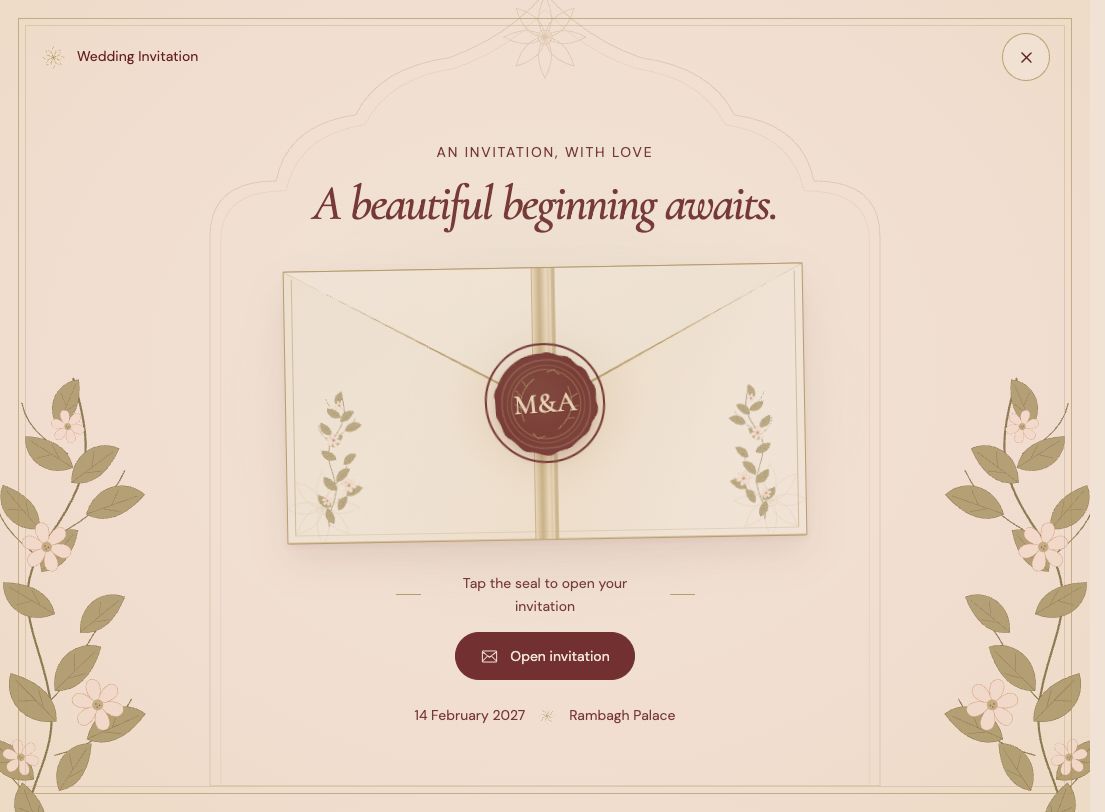 Wedding Invitation
AN INVITATION, WITH LOVE
A beautiful beginning awaits.
M&A
Tap the seal to open your
invitation
Open invitation
14 February 2027 Rambagh Palace